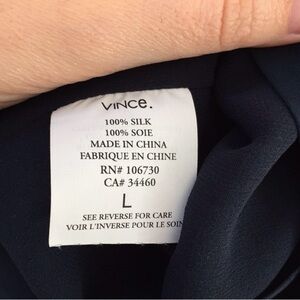 VINCE.
100% SILK
100% SOIE
MADE IN CHINA
FABRIQUE EN CHINE
RN# 106730
CA# 34460
L
SEE REVERSE FOR CARE
VOIR L'INVERSE POUR LE SOIN